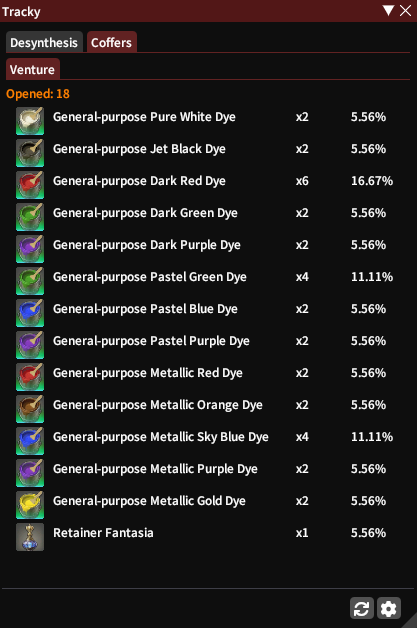 Tracky
Desynthesis Coffers
Venture
Opened: 18
General-purpose Pure White Dye x2 5.56%
General-purpose Jet Black Dye x2 5.56%
General-purpose Dark Red Dye x6 16.67%
General-purpose Dark Green Dye x2 5.56%
General-purpose Dark Purple Dye x2 5.56%
General-purpose Pastel Green Dye x4 11.11%
General-purpose Pastel Blue Dye x2 5.56%
General-purpose Pastel Purple Dye x2 5.56%
General-purpose Metallic Red Dye x2 5.56%
General-purpose Metallic Orange Dye x2 5.56%
General-purpose Metallic Sky Blue Dye x4 11.11%
General-purpose Metallic Purple Dye x2 5.56%
General-purpose Metallic Gold Dye x2 5.56%
Retainer Fantasia x1 5.56%